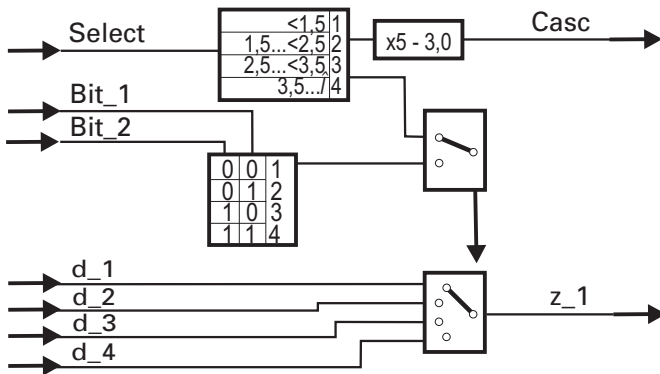 Select
<1,5 1
1,5...<2,5 2
2,5...<3,5 3
3,5.../ 4
x5 - 3,0
Casc
Bit_1
Bit_2
0 0 1
0 1 2
1 0 3
1 1 4
d_1
d_2
d_3
d_4
z_1